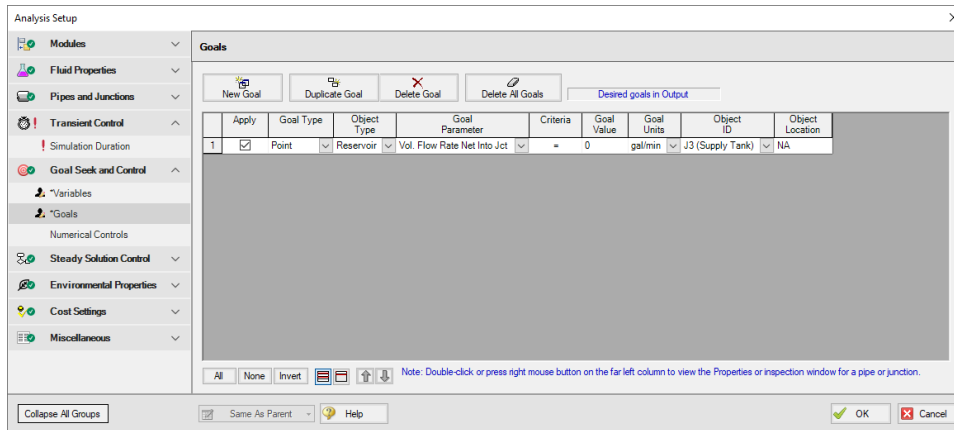 Analysis Setup
Modules
Fluid Properties
Pipes and Junctions
Transient Control
Simulation Duration
Goal Seek and Control
*Variables
*Goals
Numerical Controls
Steady Solution Control
Environmental Properties
Cost Settings
Miscellaneous
Goals
New Goal Duplicate Goal Delete Goal Delete All Goals Desired goals in Output
Apply Goal Type Object Type Goal Parameter Criteria Goal Value Goal Units Object ID Object Location
1 Point Reservoir Vol. Flow Rate Net Into Jct = 0 gal/min J3 (Supply Tank) NA
All None Invert Note: Double-click or press right mouse button on the far left column to view the Properties or inspection window for a pipe or junction.
Collapse All Groups Same As Parent Help OK Cancel